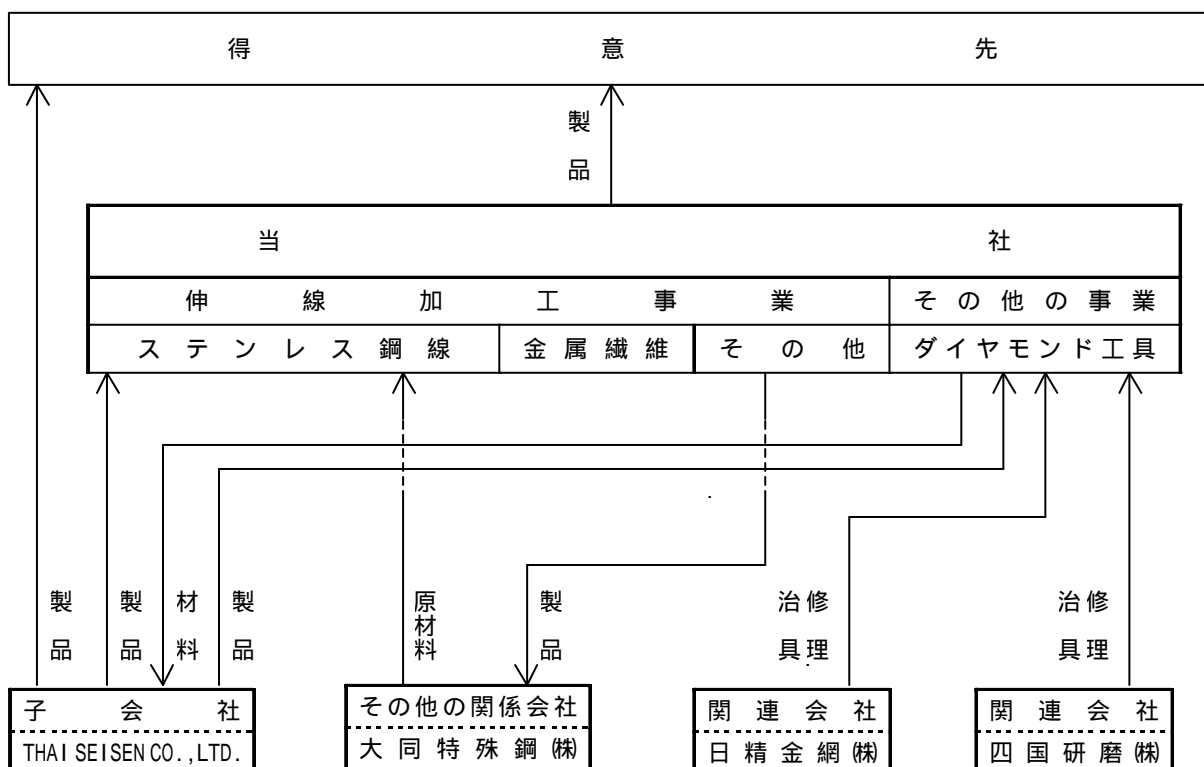 得意先
製品
当社
伸線加工事業 その他の事業
ステンレス鋼線 金属繊維 その他 ダイヤモンド工具
製品 製品 材料 製品 原材料 製品 治具修理 治具修理
子会社 その他の関係会社 関連会社 関連会社
THAI SEISEN CO.,LTD. 大同特殊鋼(株) 日精金網(株) 四国研磨(株)